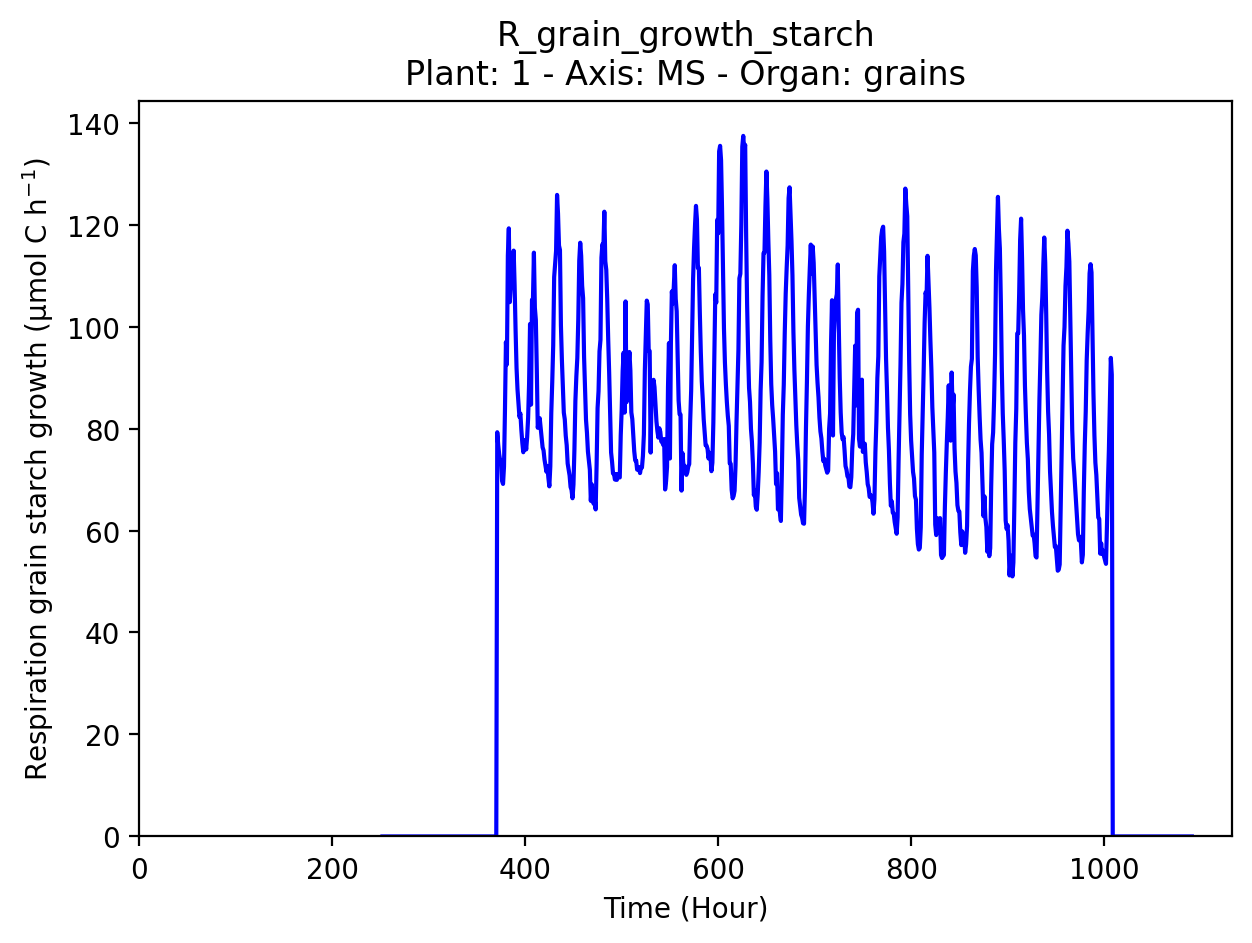 R_grain_growth_starch
Plant: 1 - Axis: MS - Organ: grains
Respiration grain starch growth (µmol C h⁻¹)
140
120
100
80
60
40
20
0
0 200 400 600 800 1000
Time (Hour)